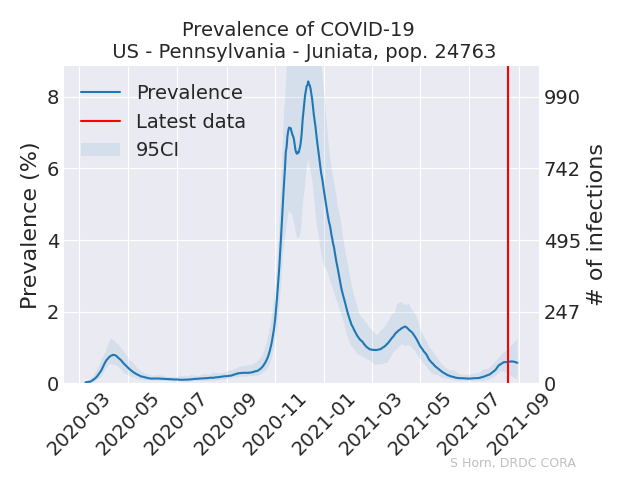 Prevalence of COVID-19
US - Pennsylvania - Juniata, pop. 24763
Prevalence
Latest data
95CI
Prevalence (%)
8
6
4
2
0
990
742
495
247
0
# of infections
2020-03
2020-05
2020-07
2020-09
2020-11
2021-01
2021-03
2021-05
2021-07
2021-09
S Horn, DRDC CORA